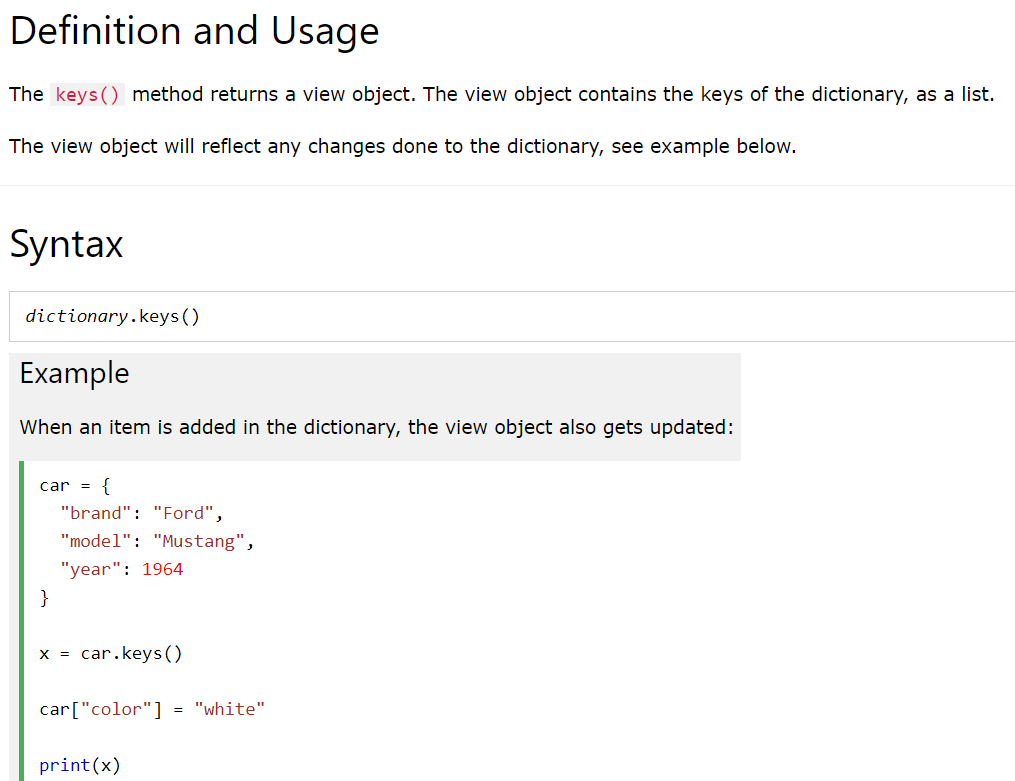 Definition and Usage
The keys() method returns a view object. The view object contains the keys of the dictionary, as a list.
The view object will reflect any changes done to the dictionary, see example below.
Syntax
dictionary.keys()
Example
When an item is added in the dictionary, the view object also gets updated:
car = {
  "brand": "Ford",
  "model": "Mustang",
  "year": 1964
}
x = car.keys()
car["color"] = "white"
print(x)